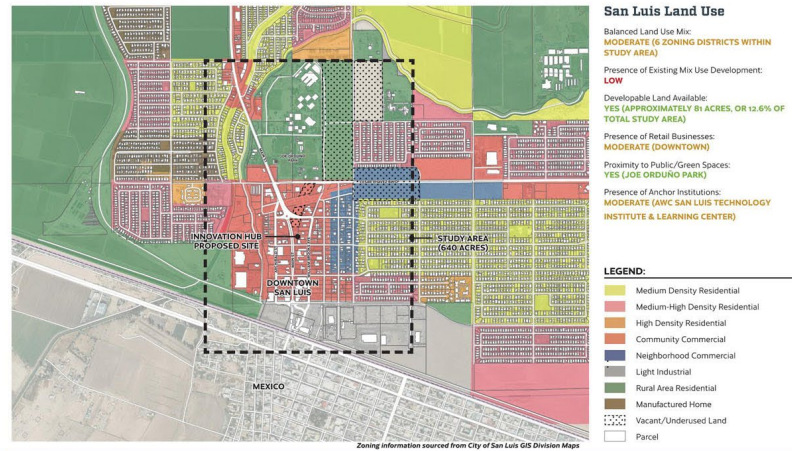 San Luis Land Use
Balanced Land Use Mix:
MODERATE (6 ZONING DISTRICTS WITHIN
STUDY AREA)
Presence of Existing Mix Use Development:
LOW
Developable Land Available:
YES (APPROXIMATELY 81 ACRES, OR 12.6% OF
TOTAL STUDY AREA)
Presence of Retail Businesses:
MODERATE (DOWNTOWN)
Proximity to Public/Green Spaces:
YES (JOE ORDUÑO PARK)
Presence of Anchor Institutions:
MODERATE (AWC SAN LUIS TECHNOLOGY
INSTITUTE & LEARNING CENTER)
INNOVATION HUB
PROPOSED SITE
STUDY AREA
(640 ACRES)
DOWNTOWN
SAN LUIS
MEXICO
LEGEND:
Medium Density Residential
Medium-High Density Residential
High Density Residential
Community Commercial
Neighborhood Commercial
Light Industrial
Rural Area Residential
Manufactured Home
Vacant/Underused Land
Parcel
Zoning information sourced from City of San Luis GIS Division Maps